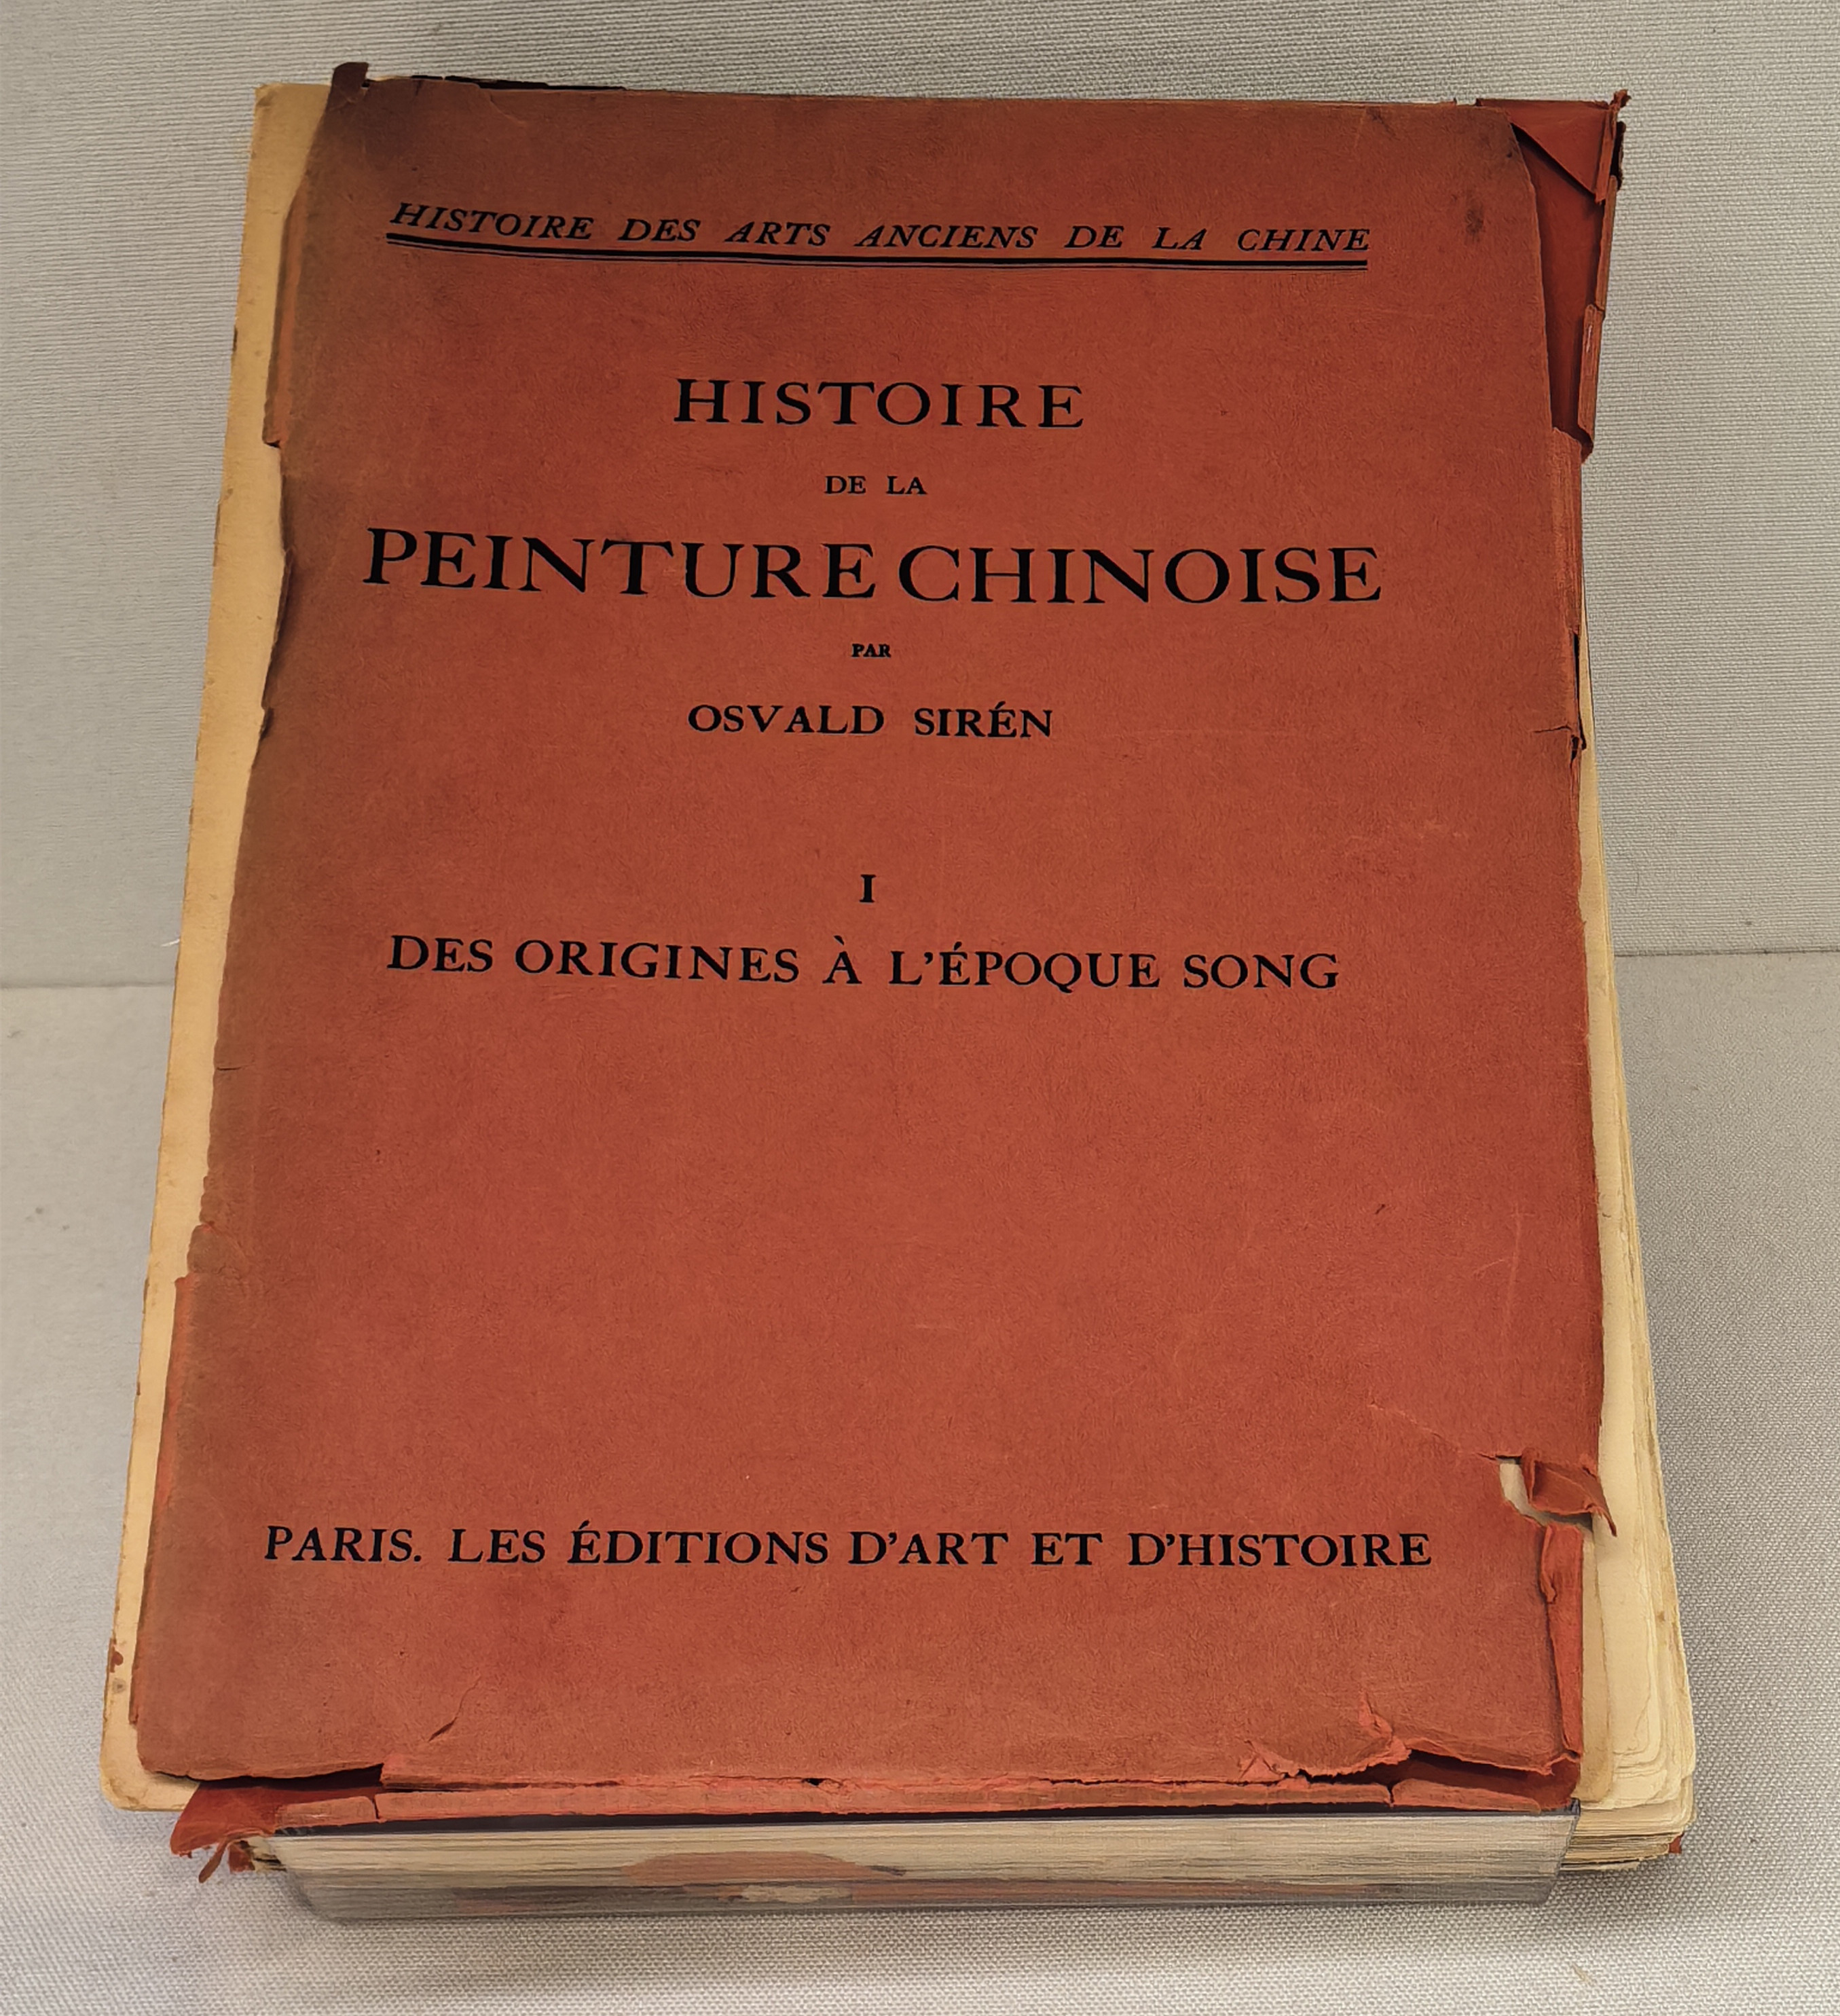 HISTOIRE DES ARTS ANCIENS DE LA CHINE
HISTOIRE
DE LA
PEINTURE CHINOISE
PAR
OSVALD SIRÉN
I
DES ORIGINES À L'ÉPOQUE SONG
PARIS. LES ÉDITIONS D'ART ET D'HISTOIRE